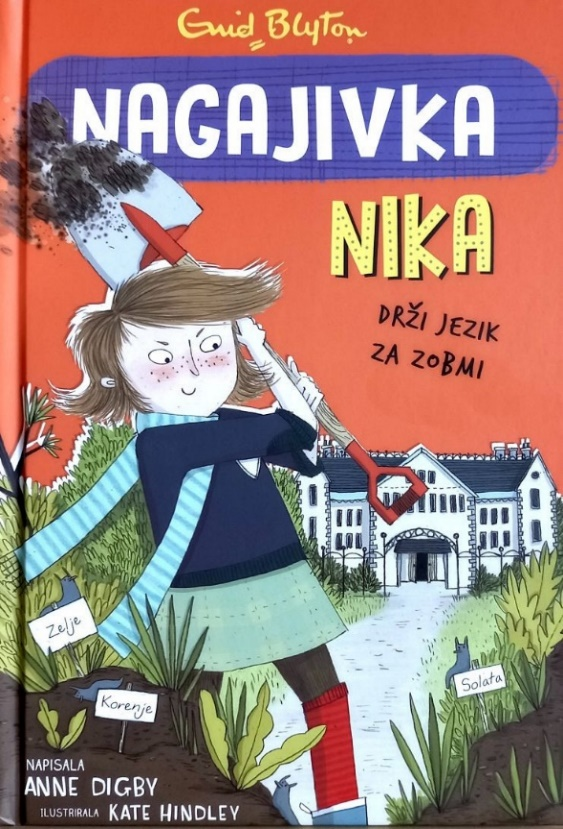 Enid Blyton
NAGAJIVKA
NIKA
DRŽI JEZIK
ZA ZOBMI
Zelje
Korenje
Solata
NAPISALA
ANNE DIGBY
ILUSTRIRALA KATE HINDLEY